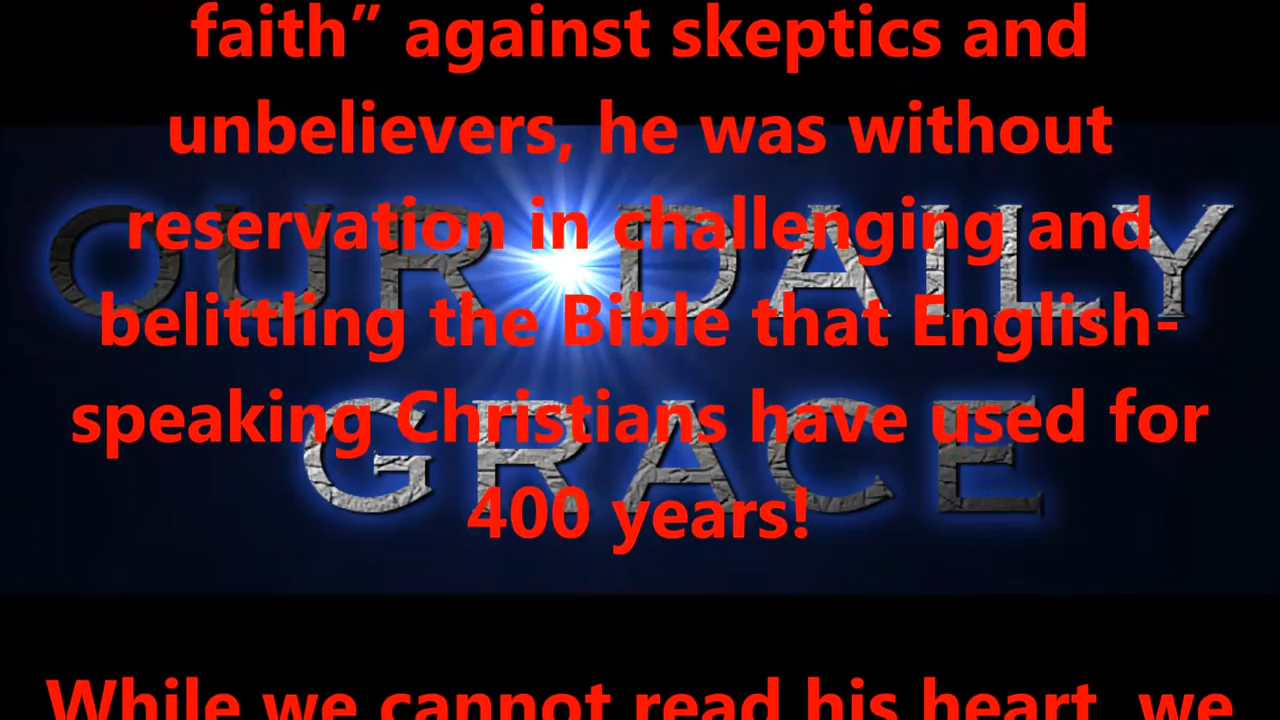 faith” against skeptics and
unbelievers, he was without
reservation in challenging and
belittling the Bible that English-
speaking Christians have used for
400 years!
While we cannot read his heart, we
OUR DAILY
GRACE